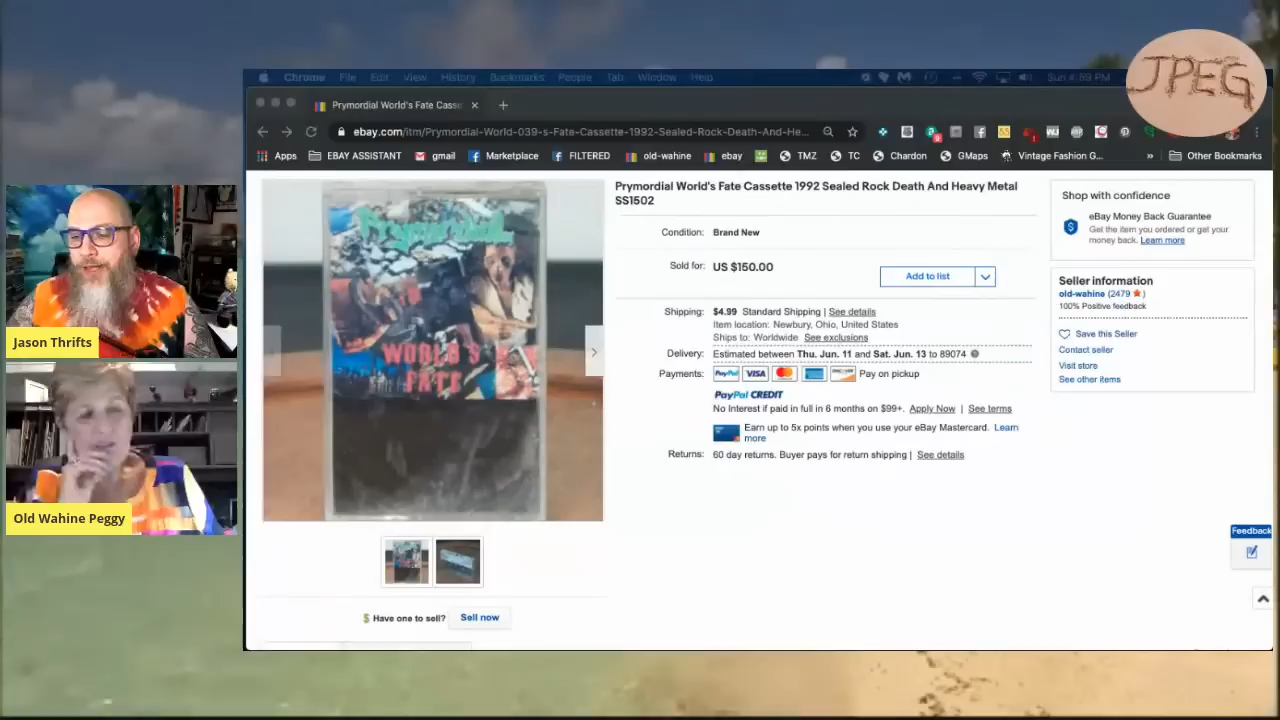 JPEG
Chrome File Edit View History Bookmarks People Tab Window Help
Sun 4:59 PM
Prymordial World's Fate Casse
ebay.com/itm/Prymordial-World-039-s-Fate-Cassette-1992-Sealed-Rock-Death-And-He...
Apps EBAY ASSISTANT gmail Marketplace FILTERED old-wahine ebay TMZ TC Chardon GMaps Vintage Fashion G... » Other Bookmarks
Prymordial World's Fate Cassette 1992 Sealed Rock Death And Heavy Metal
SS1502
Condition: Brand New
Sold for: US $150.00
Add to list
Shipping: $4.99 Standard Shipping | See details
Item location: Newbury, Ohio, United States
Ships to: Worldwide See exclusions
Delivery: Estimated between Thu. Jun. 11 and Sat. Jun. 13 to 89074
Payments: PayPal VISA Pay on pickup
PayPal CREDIT
No Interest if paid in full in 6 months on $99+. Apply Now | See terms
Earn up to 5x points when you use your eBay Mastercard. Learn
more
Returns: 60 day returns. Buyer pays for return shipping | See details
Shop with confidence
eBay Money Back Guarantee
Get the item you ordered or get your
money back. Learn more
Seller information
old-wahine (2479 )
100% Positive feedback
Save this Seller
Contact seller
Visit store
See other items
WORLD'S
FATE
Have one to sell? Sell now
Feedback
Jason Thrifts
Old Wahine Peggy